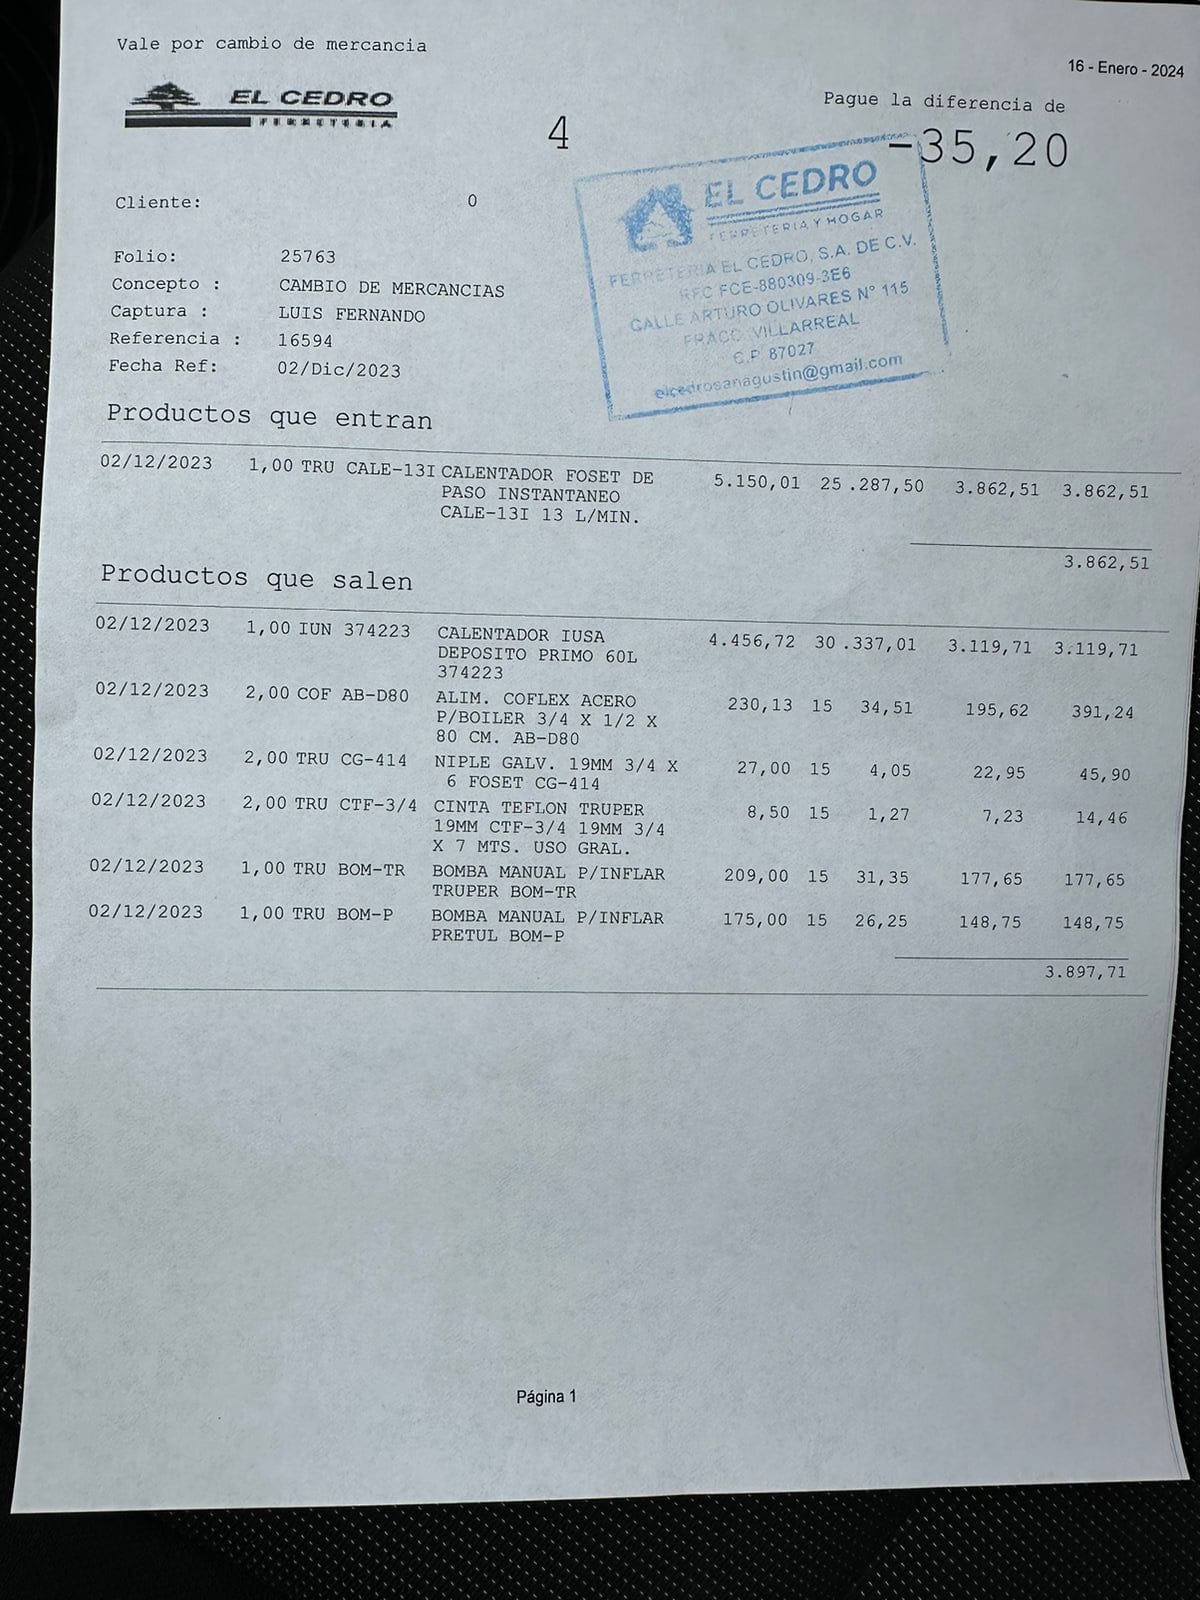 Vale por cambio de mercancia
16 - Enero - 2024
EL CEDRO
FERRETERIA
4
Pague la diferencia de
-35,20
EL CEDRO
FERRETERIA Y HOGAR
FERRETERIA EL CEDRO, S.A. DE C.V.
RFC FCE-880309-3E6
CALLE ARTURO OLIVARES N° 115
FRACC. VILLARREAL
C.P. 87027
elcedrosanagustin@gmail.com
Cliente: 0
Folio: 25763
Concepto : CAMBIO DE MERCANCIAS
Captura : LUIS FERNANDO
Referencia : 16594
Fecha Ref: 02/Dic/2023
Productos que entran
02/12/2023 1,00 TRU CALE-13I CALENTADOR FOSET DE 5.150,01 25 .287,50 3.862,51 3.862,51
PASO INSTANTANEO
CALE-13I 13 L/MIN.
3.862,51
Productos que salen
02/12/2023 1,00 IUN 374223 CALENTADOR IUSA 4.456,72 30 .337,01 3.119,71 3.119,71
DEPOSITO PRIMO 60L
374223
02/12/2023 2,00 COF AB-D80 ALIM. COFLEX ACERO 230,13 15 34,51 195,62 391,24
P/BOILER 3/4 X 1/2 X
80 CM. AB-D80
02/12/2023 2,00 TRU CG-414 NIPLE GALV. 19MM 3/4 X 27,00 15 4,05 22,95 45,90
6 FOSET CG-414
02/12/2023 2,00 TRU CTF-3/4 CINTA TEFLON TRUPER 8,50 15 1,27 7,23 14,46
19MM CTF-3/4 19MM 3/4
X 7 MTS. USO GRAL.
02/12/2023 1,00 TRU BOM-TR BOMBA MANUAL P/INFLAR 209,00 15 31,35 177,65 177,65
TRUPER BOM-TR
02/12/2023 1,00 TRU BOM-P BOMBA MANUAL P/INFLAR 175,00 15 26,25 148,75 148,75
PRETUL BOM-P
3.897,71
Página 1